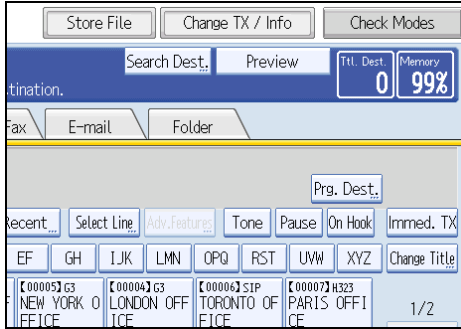 Store File Change TX / Info Check Modes
Search Dest. Preview Ttl. Dest. Memory
tination. 0 99%
Fax E-mail Folder
Prg. Dest.
Recent Select Line Adv.Features Tone Pause On Hook Immed. TX
EF GH IJK LMN OPQ RST UVW XYZ Change Title
【00005】G3 【00004】G3 【00006】SIP 【00007】H323
F NEW YORK O LONDON OFF TORONTO OF PARIS OFFI 1/2
FFICE ICE FICE CE